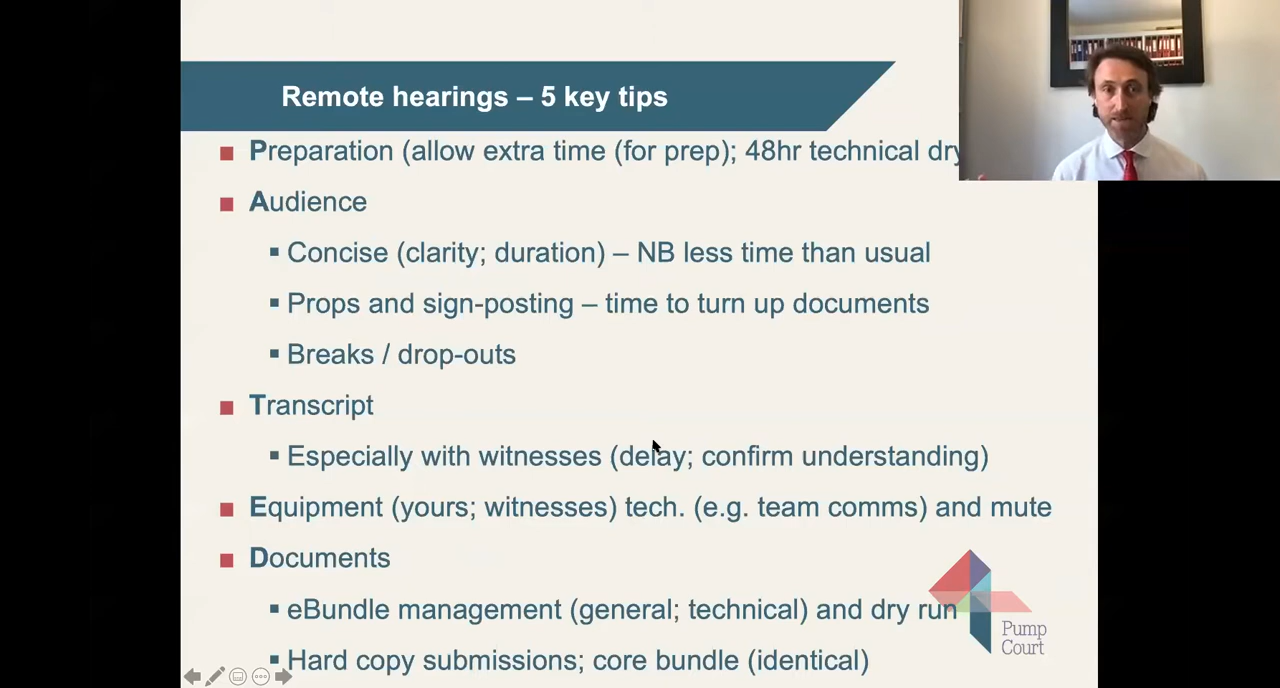 Remote hearings – 5 key tips
Preparation (allow extra time (for prep); 48hr technical dry
Audience
Concise (clarity; duration) – NB less time than usual
Props and sign-posting – time to turn up documents
Breaks / drop-outs
Transcript
Especially with witnesses (delay; confirm understanding)
Equipment (yours; witnesses) tech. (e.g. team comms) and mute
Documents
eBundle management (general; technical) and dry run
Hard copy submissions; core bundle (identical)
Pump
Court